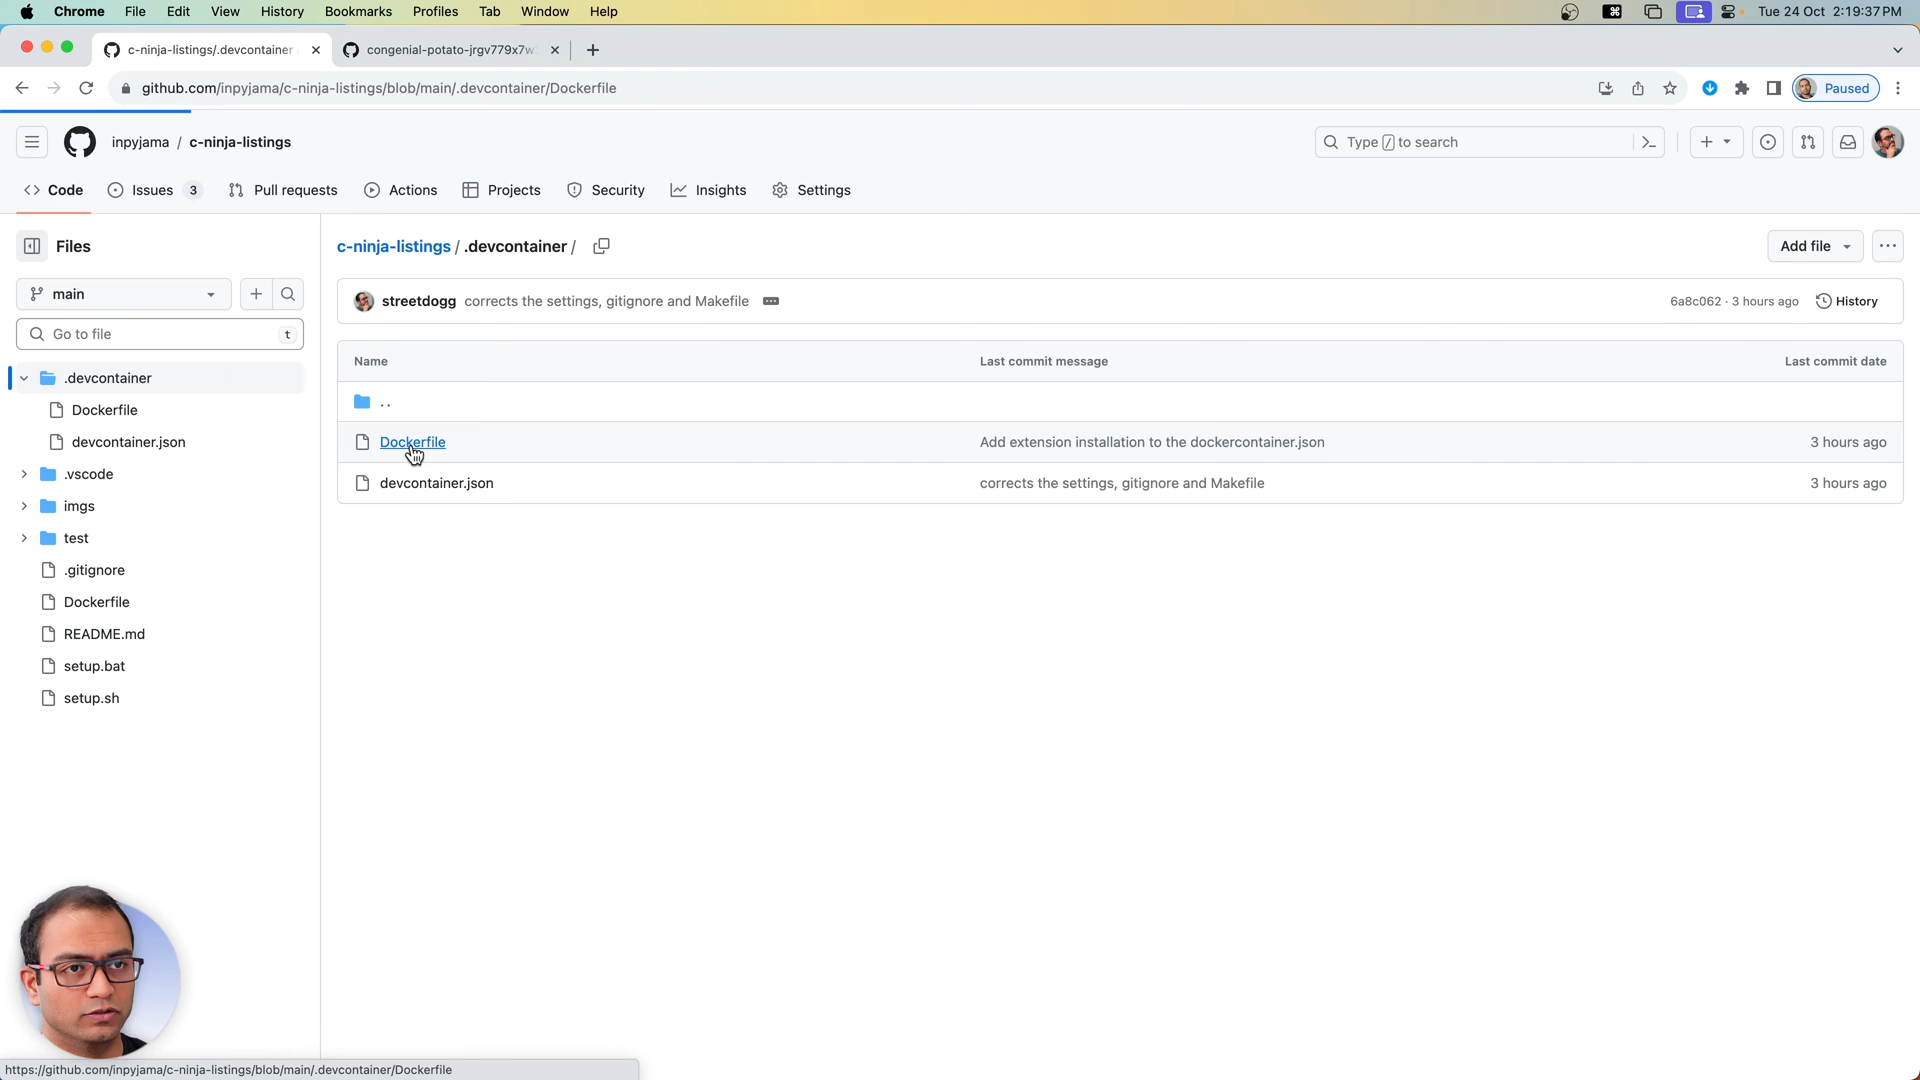 Chrome File Edit View History Bookmarks Profiles Tab Window Help Tue 24 Oct 2:19:37 PM
c-ninja-listings/.devcontainer congenial-potato-jrgv779x7w
github.com/inpyjama/c-ninja-listings/blob/main/.devcontainer/Dockerfile Paused
inpyjama / c-ninja-listings Type / to search
Code Issues 3 Pull requests Actions Projects Security Insights Settings
Files
main
Go to file t
.devcontainer
Dockerfile
devcontainer.json
.vscode
imgs
test
.gitignore
Dockerfile
README.md
setup.bat
setup.sh
c-ninja-listings / .devcontainer / Add file
streetdogg corrects the settings, gitignore and Makefile 6a8c062 · 3 hours ago History
Name Last commit message Last commit date
..
Dockerfile Add extension installation to the dockercontainer.json 3 hours ago
devcontainer.json corrects the settings, gitignore and Makefile 3 hours ago
https://github.com/inpyjama/c-ninja-listings/blob/main/.devcontainer/Dockerfile